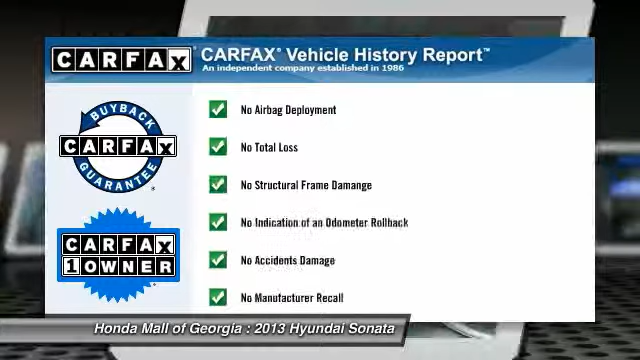 CARFAX
CARFAX® Vehicle History Report™
An independent company established in 1986
BUYBACK
CARFAX
GUARANTEE
CARFAX
1 OWNER
No Airbag Deployment
No Total Loss
No Structural Frame Damange
No Indication of an Odometer Rollback
No Accidents Damage
No Manufacturer Recall
Honda Mall of Georgia : 2013 Hyundai Sonata